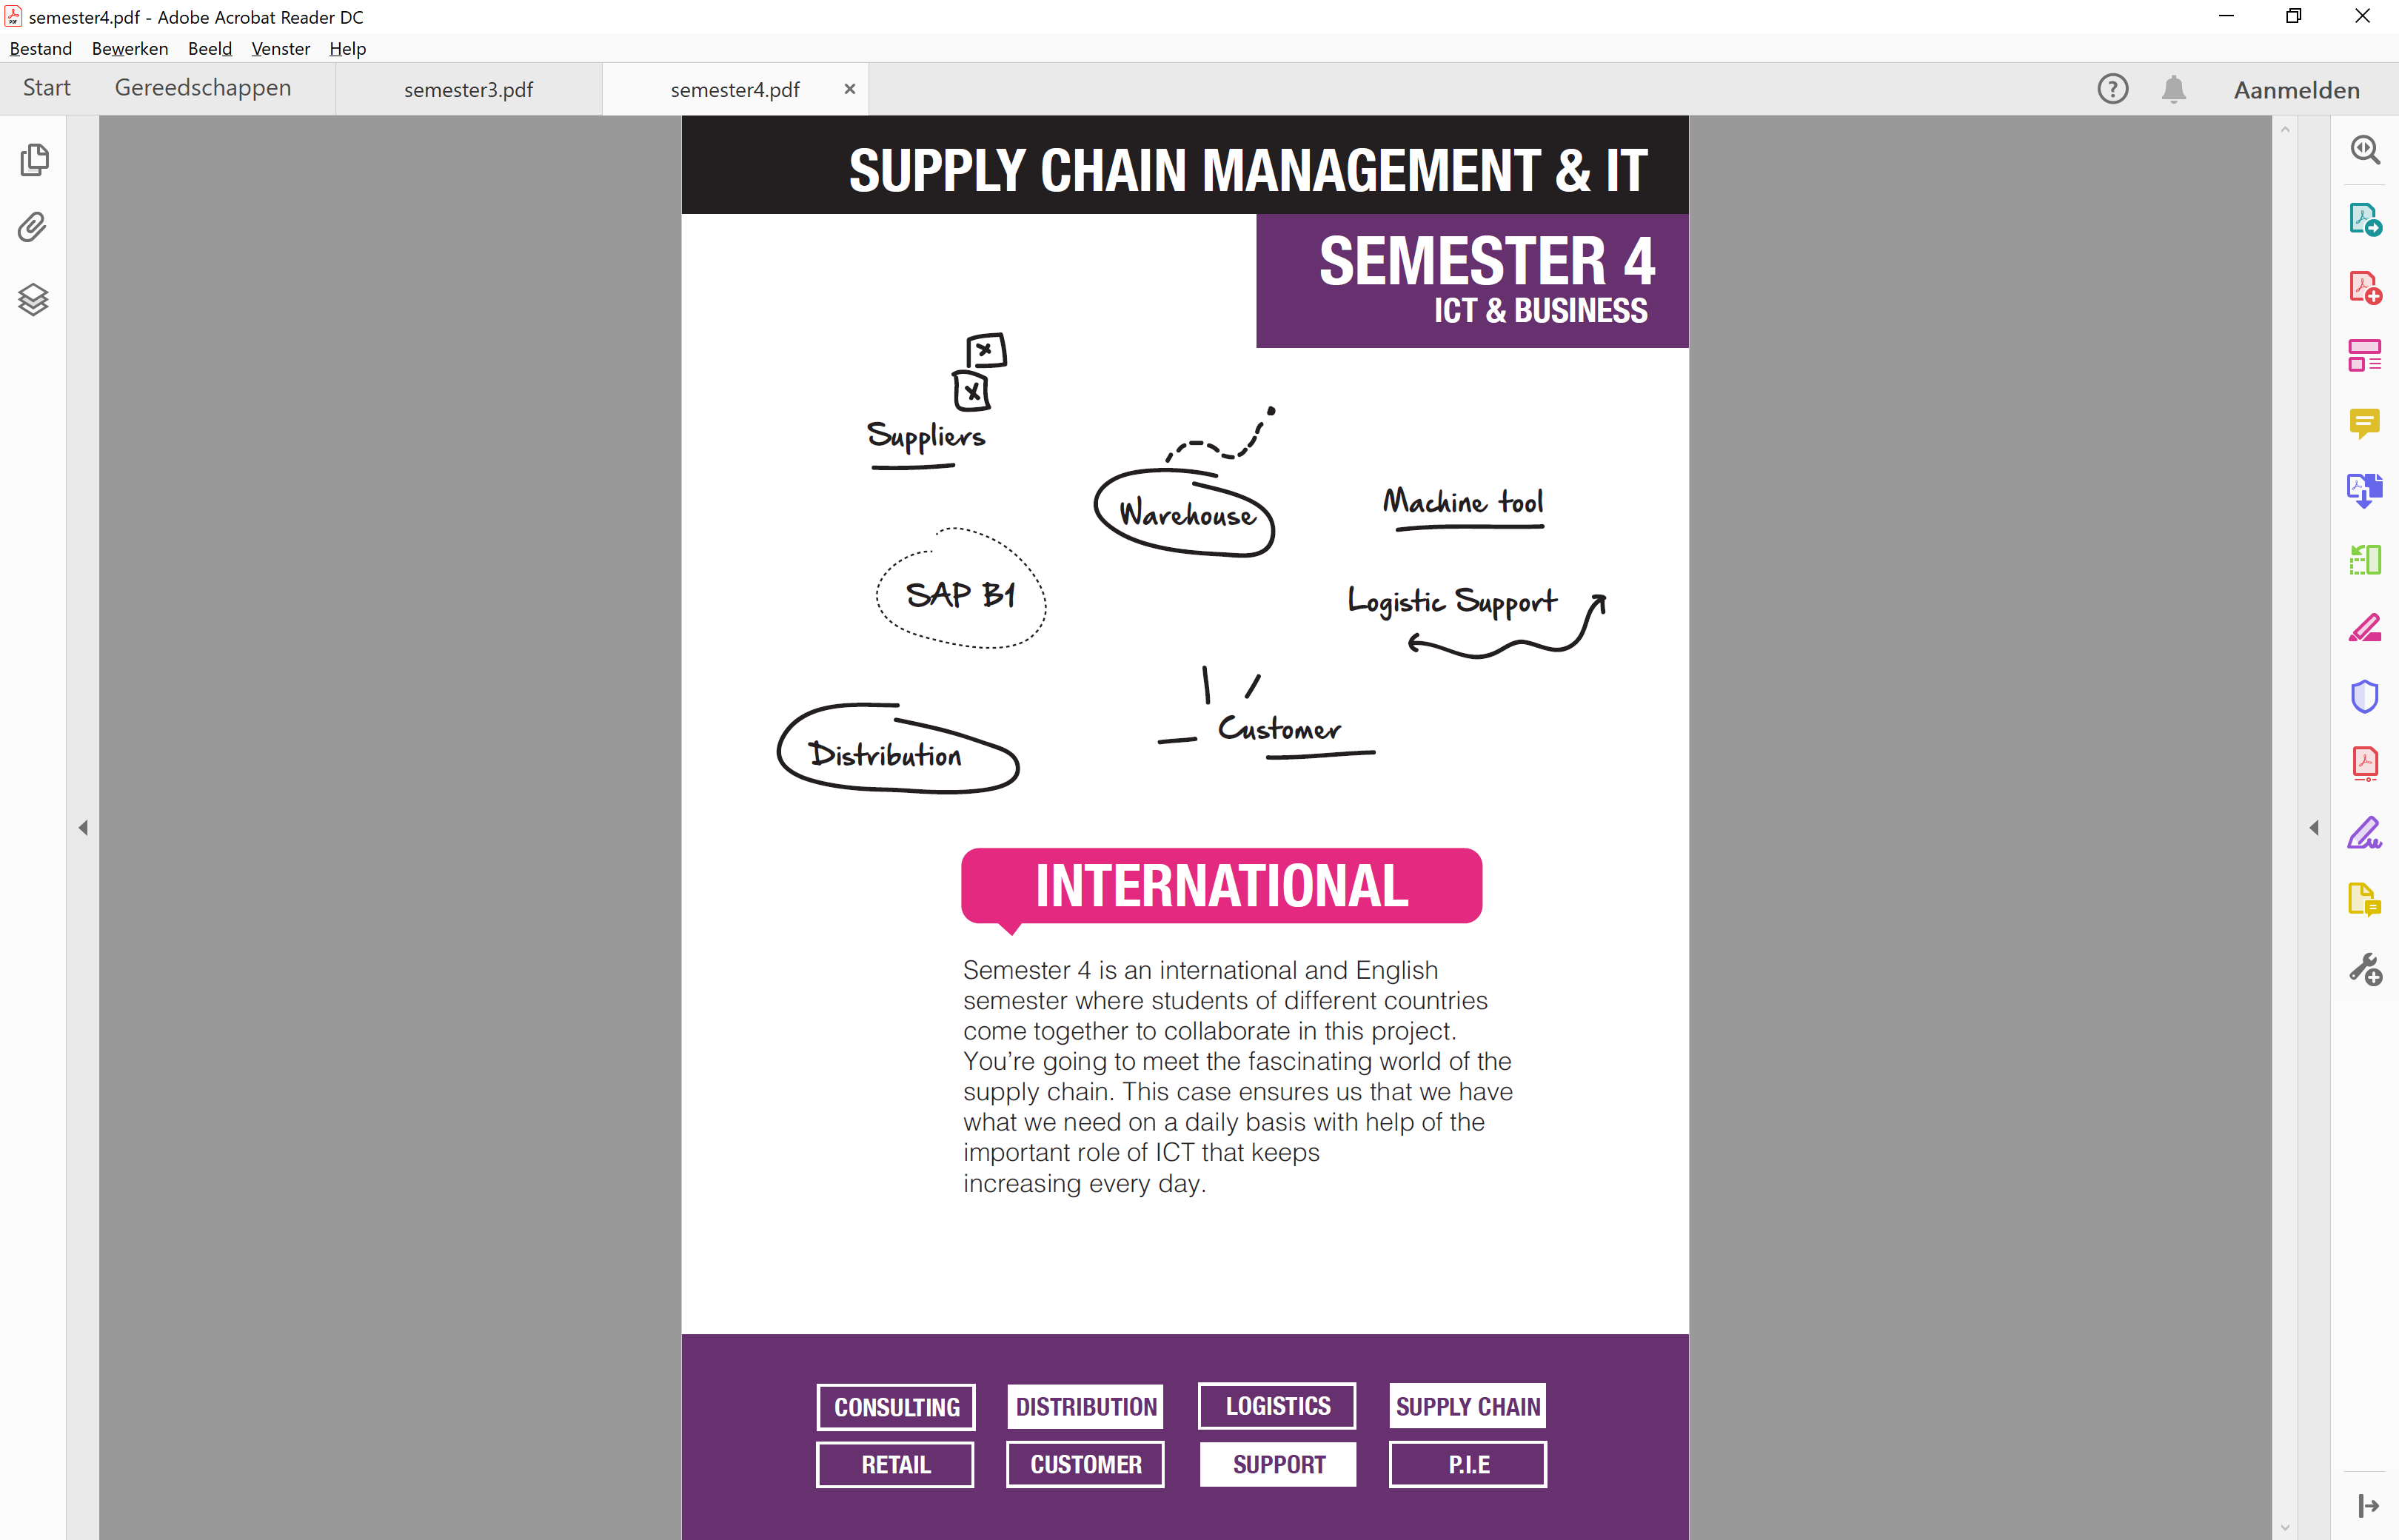 semester4.pdf - Adobe Acrobat Reader DC
Bestand Bewerken Beeld Venster Help
Start Gereedschappen semester3.pdf semester4.pdf Aanmelden
SUPPLY CHAIN MANAGEMENT & IT
SEMESTER 4
ICT & BUSINESS
Suppliers
Warehouse
Machine tool
SAP B1
Logistic Support
Customer
Distribution
INTERNATIONAL
Semester 4 is an international and English
semester where students of different countries
come together to collaborate in this project.
You're going to meet the fascinating world of the
supply chain. This case ensures us that we have
what we need on a daily basis with help of the
important role of ICT that keeps
increasing every day.
CONSULTING DISTRIBUTION LOGISTICS SUPPLY CHAIN
RETAIL CUSTOMER SUPPORT P.I.E